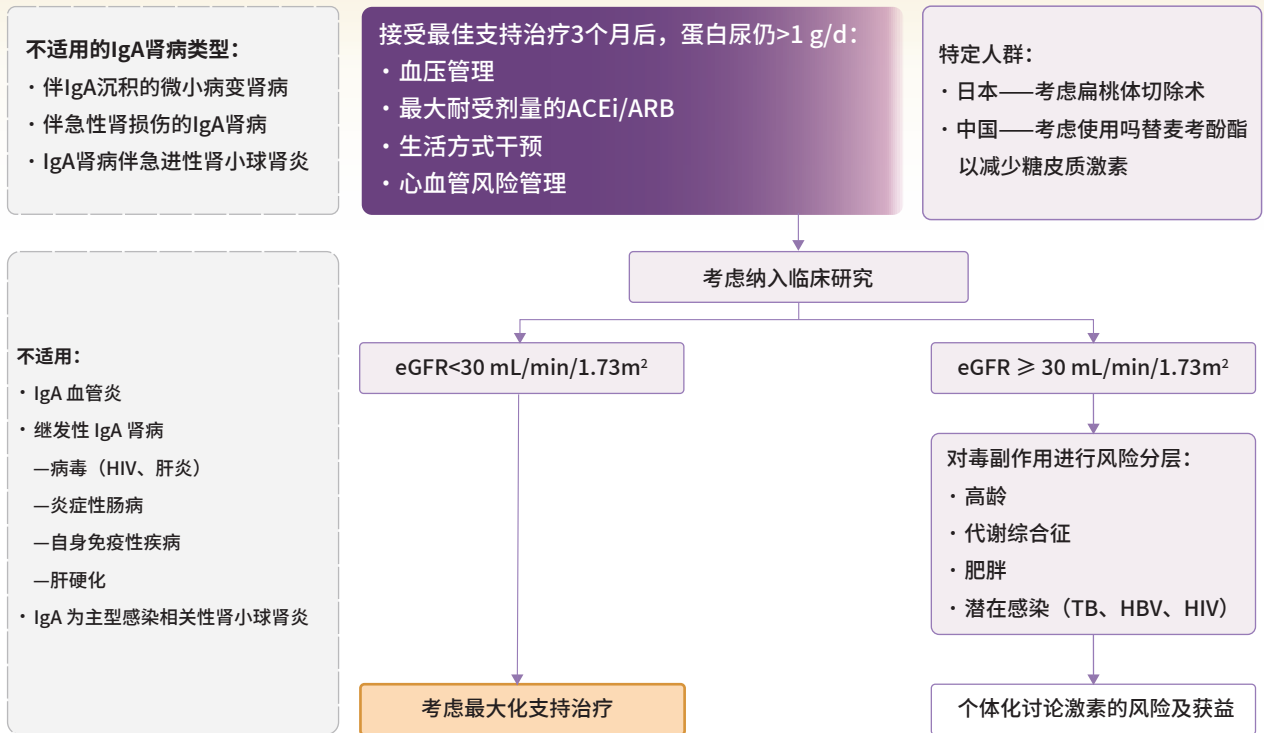 不适用的IgA肾病类型：
·伴IgA沉积的微小病变肾病
·伴急性肾损伤的IgA肾病
·IgA肾病伴急进性肾小球肾炎
接受最佳支持治疗3个月后，蛋白尿仍>1 g/d：
·血压管理
·最大耐受剂量的ACEi/ARB
·生活方式干预
·心血管风险管理
特定人群：
·日本——考虑扁桃体切除术
·中国——考虑使用吗替麦考酚酯
以减少糖皮质激素
考虑纳入临床研究
不适用：
·IgA 血管炎
·继发性 IgA 肾病
—病毒（HIV、肝炎）
—炎症性肠病
—自身免疫性疾病
—肝硬化
·IgA 为主型感染相关性肾小球肾炎
eGFR<30 mL/min/1.73m²
eGFR ≥ 30 mL/min/1.73m²
对毒副作用进行风险分层：
·高龄
·代谢综合征
·肥胖
·潜在感染（TB、HBV、HIV）
考虑最大化支持治疗
个体化讨论激素的风险及获益